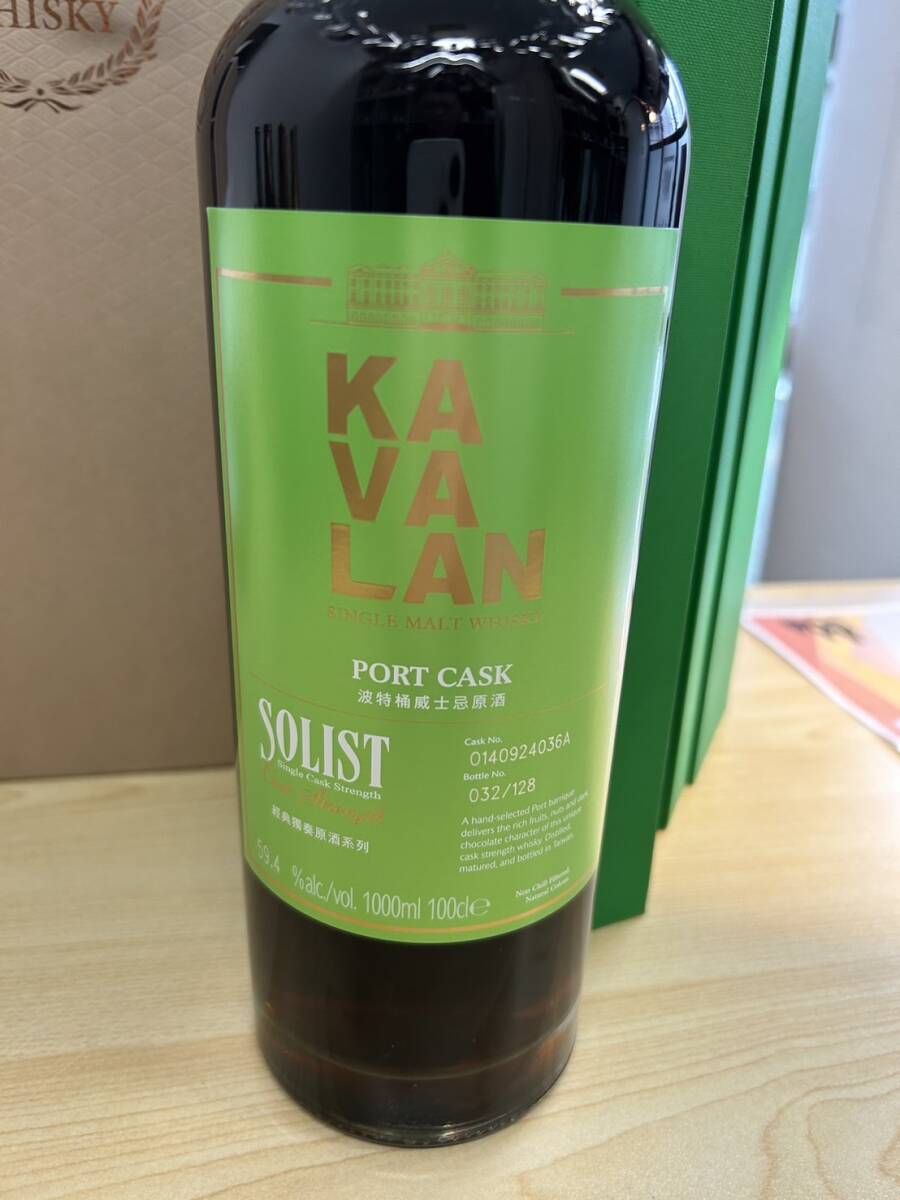 WHISKY
KA
VA
LAN
SINGLE MALT WHISKY
PORT CASK
波特桶威士忌原酒
SOLIST
Single Cask Strength
Cask Strength
經典獨奏原酒系列
Cask No.
0140924036A
Bottle No.
032/128
A hand-selected Port barrique
delivers the rich fruits, nuts and dark
chocolate character of this unique
cask strength whisky. Distilled,
matured, and bottled in Taiwan.
Non Chill-Filtered,
Natural Colour.
59.4 %alc./vol. 1000ml 100cl e